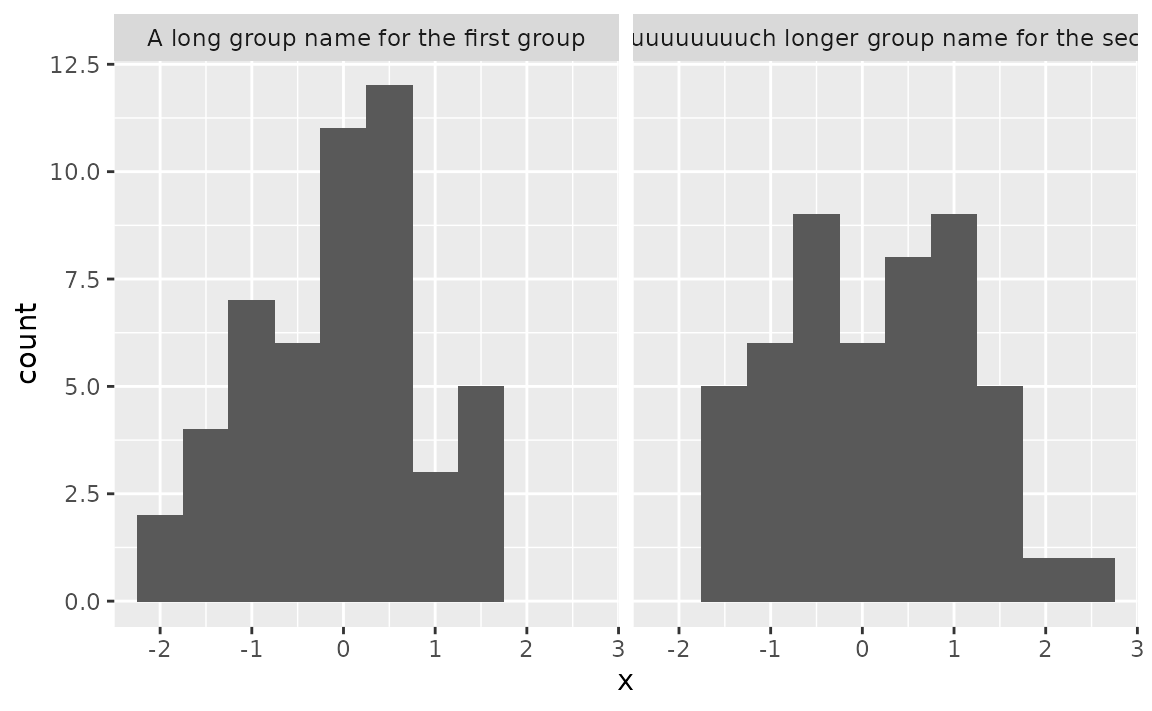 A long group name for the first group
uuuuuuuuch longer group name for the sec
12.5
10.0
7.5
5.0
2.5
0.0
count
-2 -1 0 1 2 3
-2 -1 0 1 2 3
x